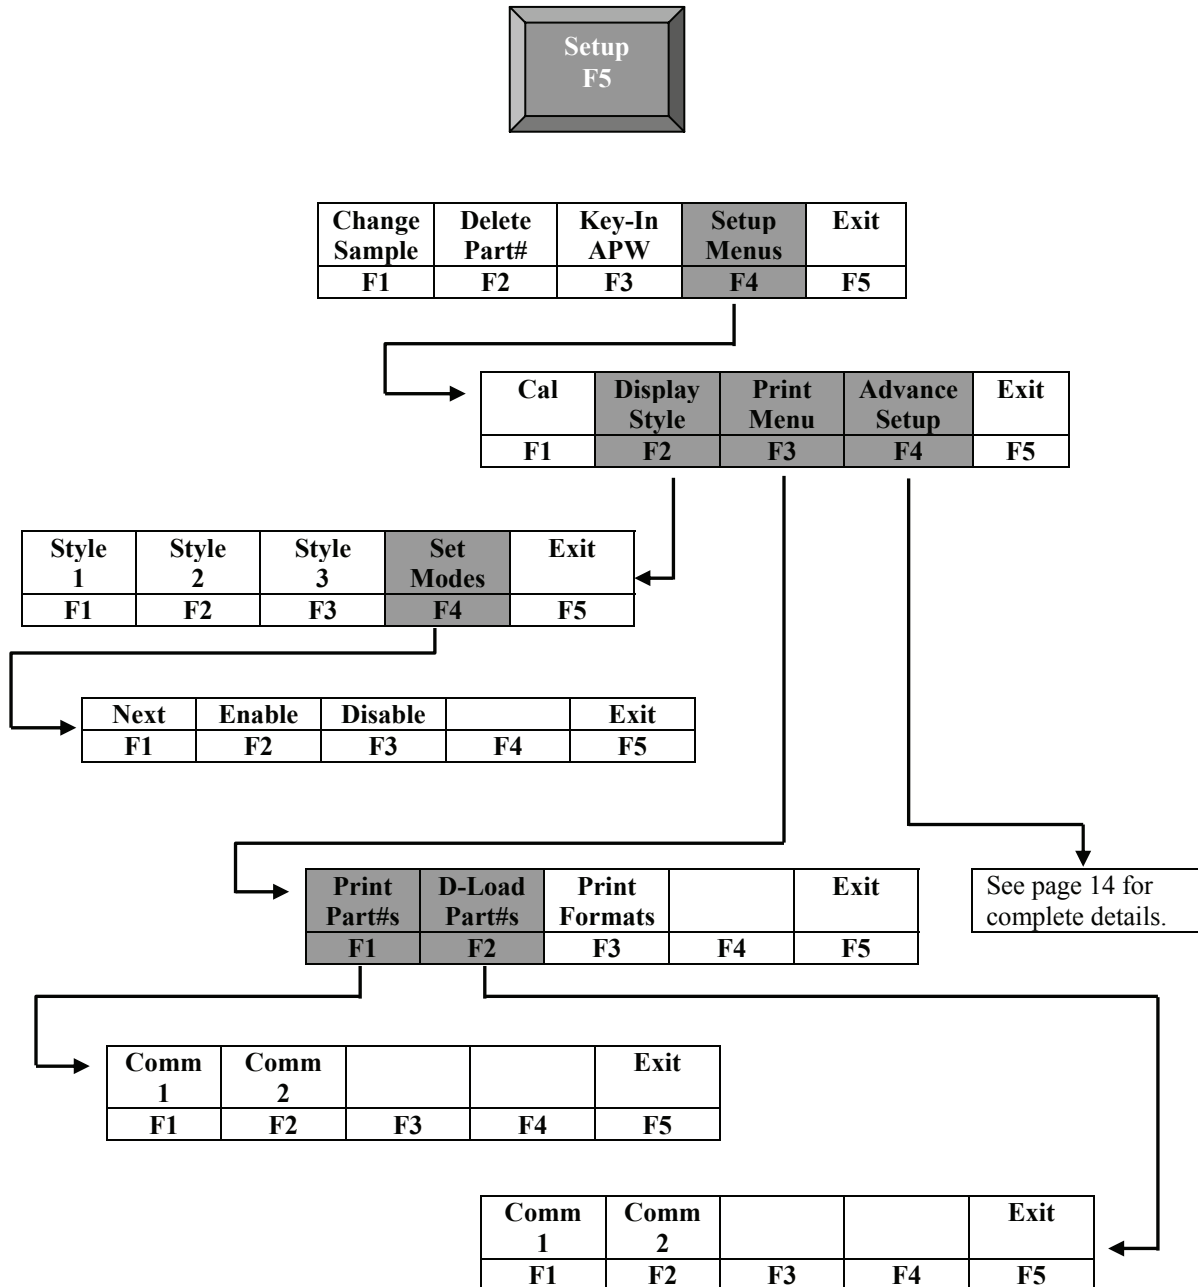 Setup
F5
Change Delete Key-In Setup Exit
Sample Part# APW Menus
F1 F2 F3 F4 F5
Cal Display Print Advance Exit
Style Menu Setup
F1 F2 F3 F4 F5
Style Style Style Set Exit
1 2 3 Modes
F1 F2 F3 F4 F5
Next Enable Disable Exit
F1 F2 F3 F4 F5
Print D-Load Print Exit
Part#s Part#s Formats
F1 F2 F3 F4 F5
See page 14 for
complete details.
Comm Comm Exit
1 2
F1 F2 F3 F4 F5
Comm Comm Exit
1 2
F1 F2 F3 F4 F5